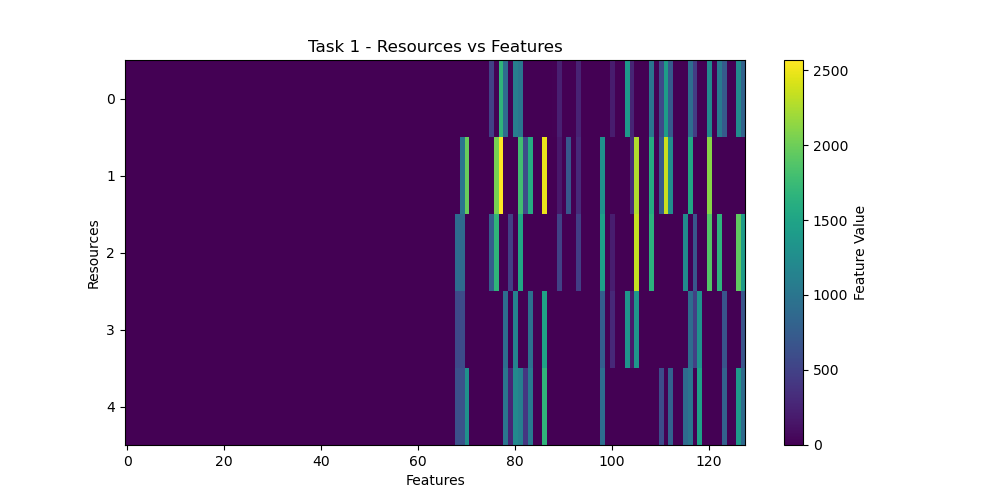 Task 1 - Resources vs Features
0
1
2
3
4
Resources
0 20 40 60 80 100 120
Features
2500
2000
1500
1000
500
0
Feature Value